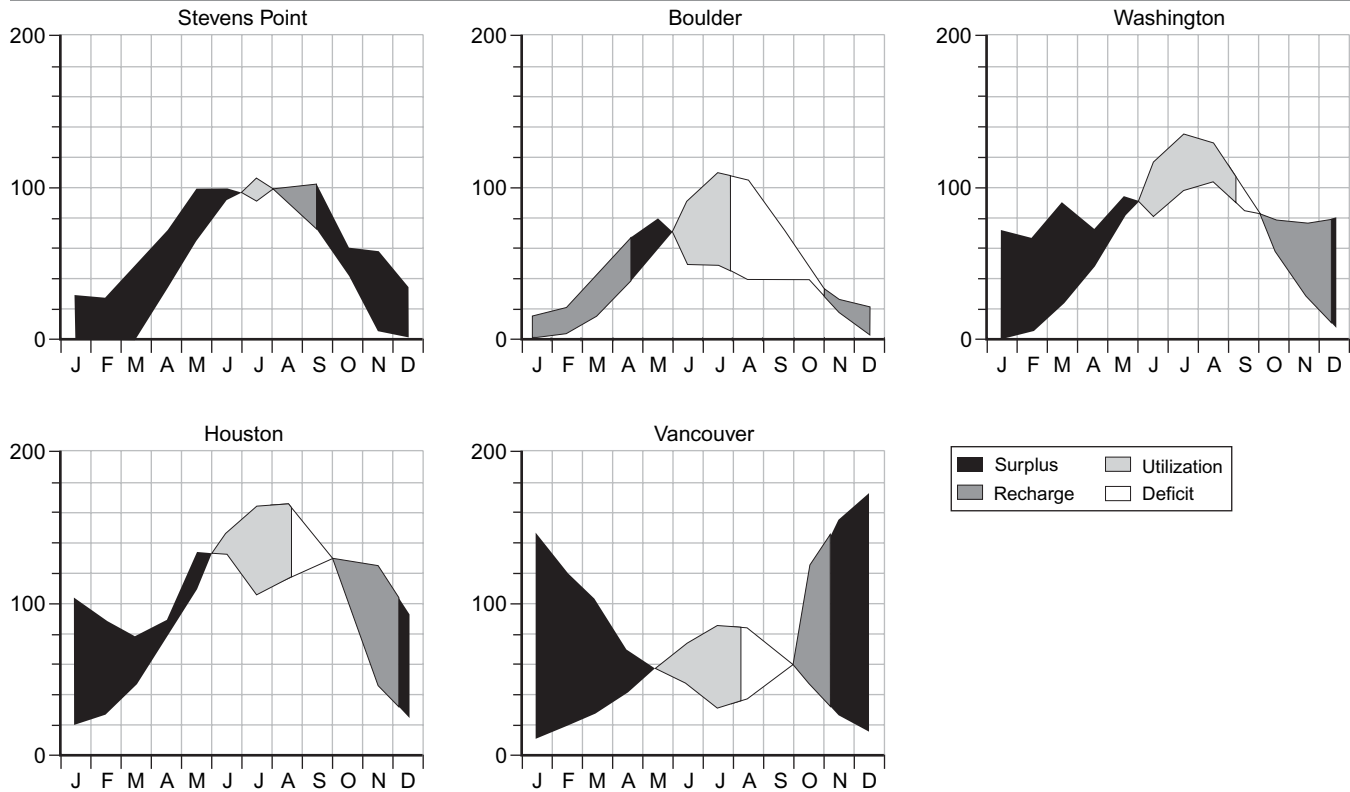 Stevens Point
200
100
0
J F M A M J J A S O N D
Boulder
200
100
0
J F M A M J J A S O N D
Washington
200
100
0
J F M A M J J A S O N D
Houston
200
100
0
J F M A M J J A S O N D
Vancouver
200
100
0
J F M A M J J A S O N D
Surplus Utilization
Recharge Deficit